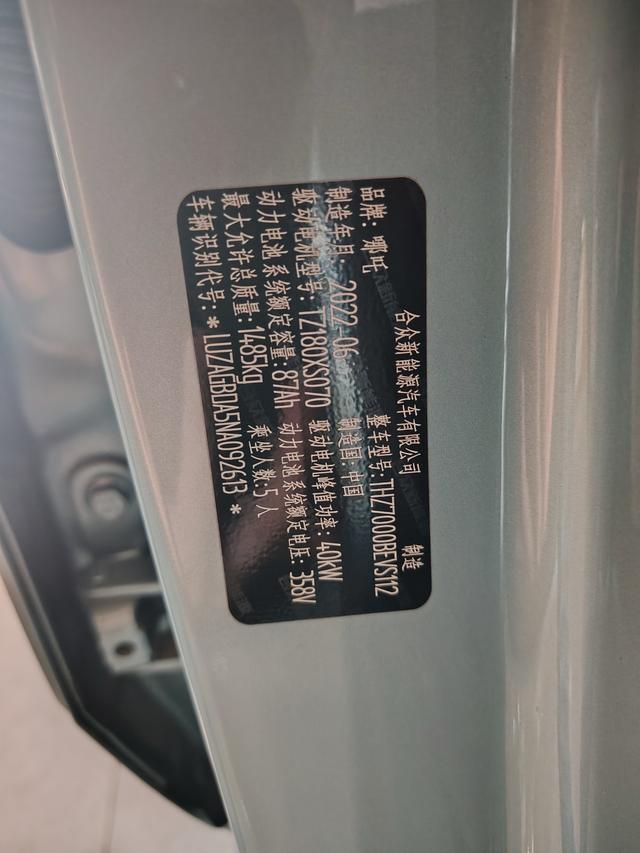 合众新能源汽车有限公司 制造
品牌：哪吒 整车型号：THZ7000BEVS112
制造年月 2022-06 制造国：中国
驱动电机型号：TZ180XS070 驱动电机峰值功率：40kW
动力电池系统额定容量：87Ah 动力电池系统额定电压：358V
最大允许总质量：1485kg 乘坐人数：5人
车辆识别代号：*LUZAGBDA5NA092613*